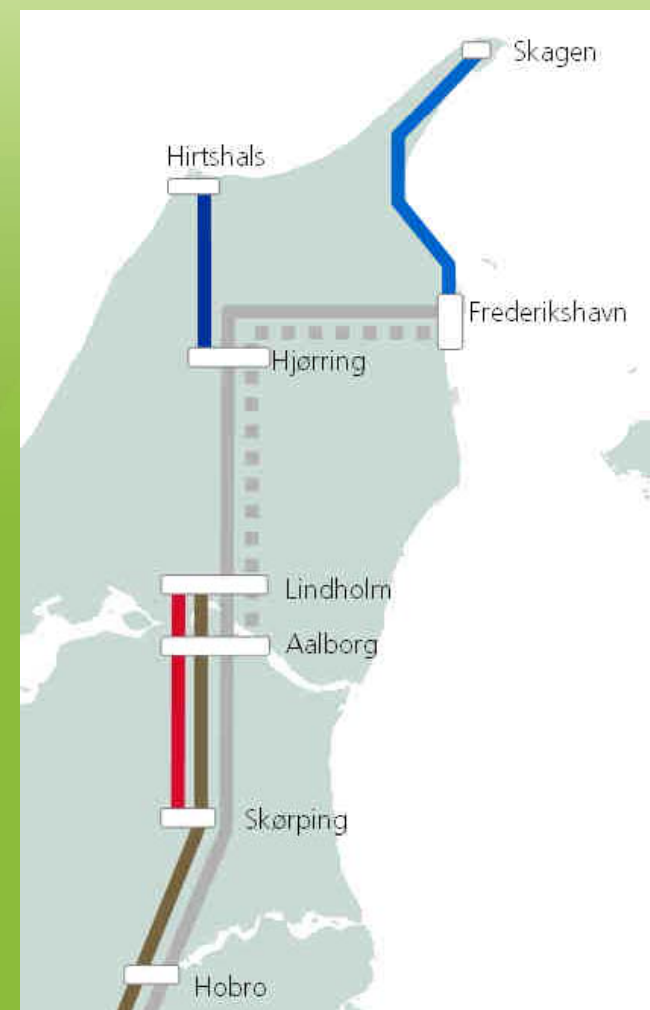 Skagen
Hirtshals
Frederikshavn
Hjørring
Lindholm
Aalborg
Skørping
Hobro